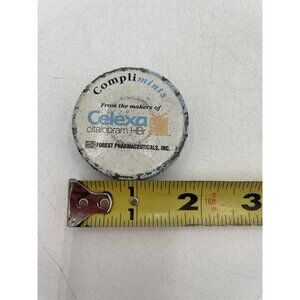 Complimints
From the makers of
Celexa
citalopram HBr
FOREST PHARMACEUTICALS, INC.
1 2 3